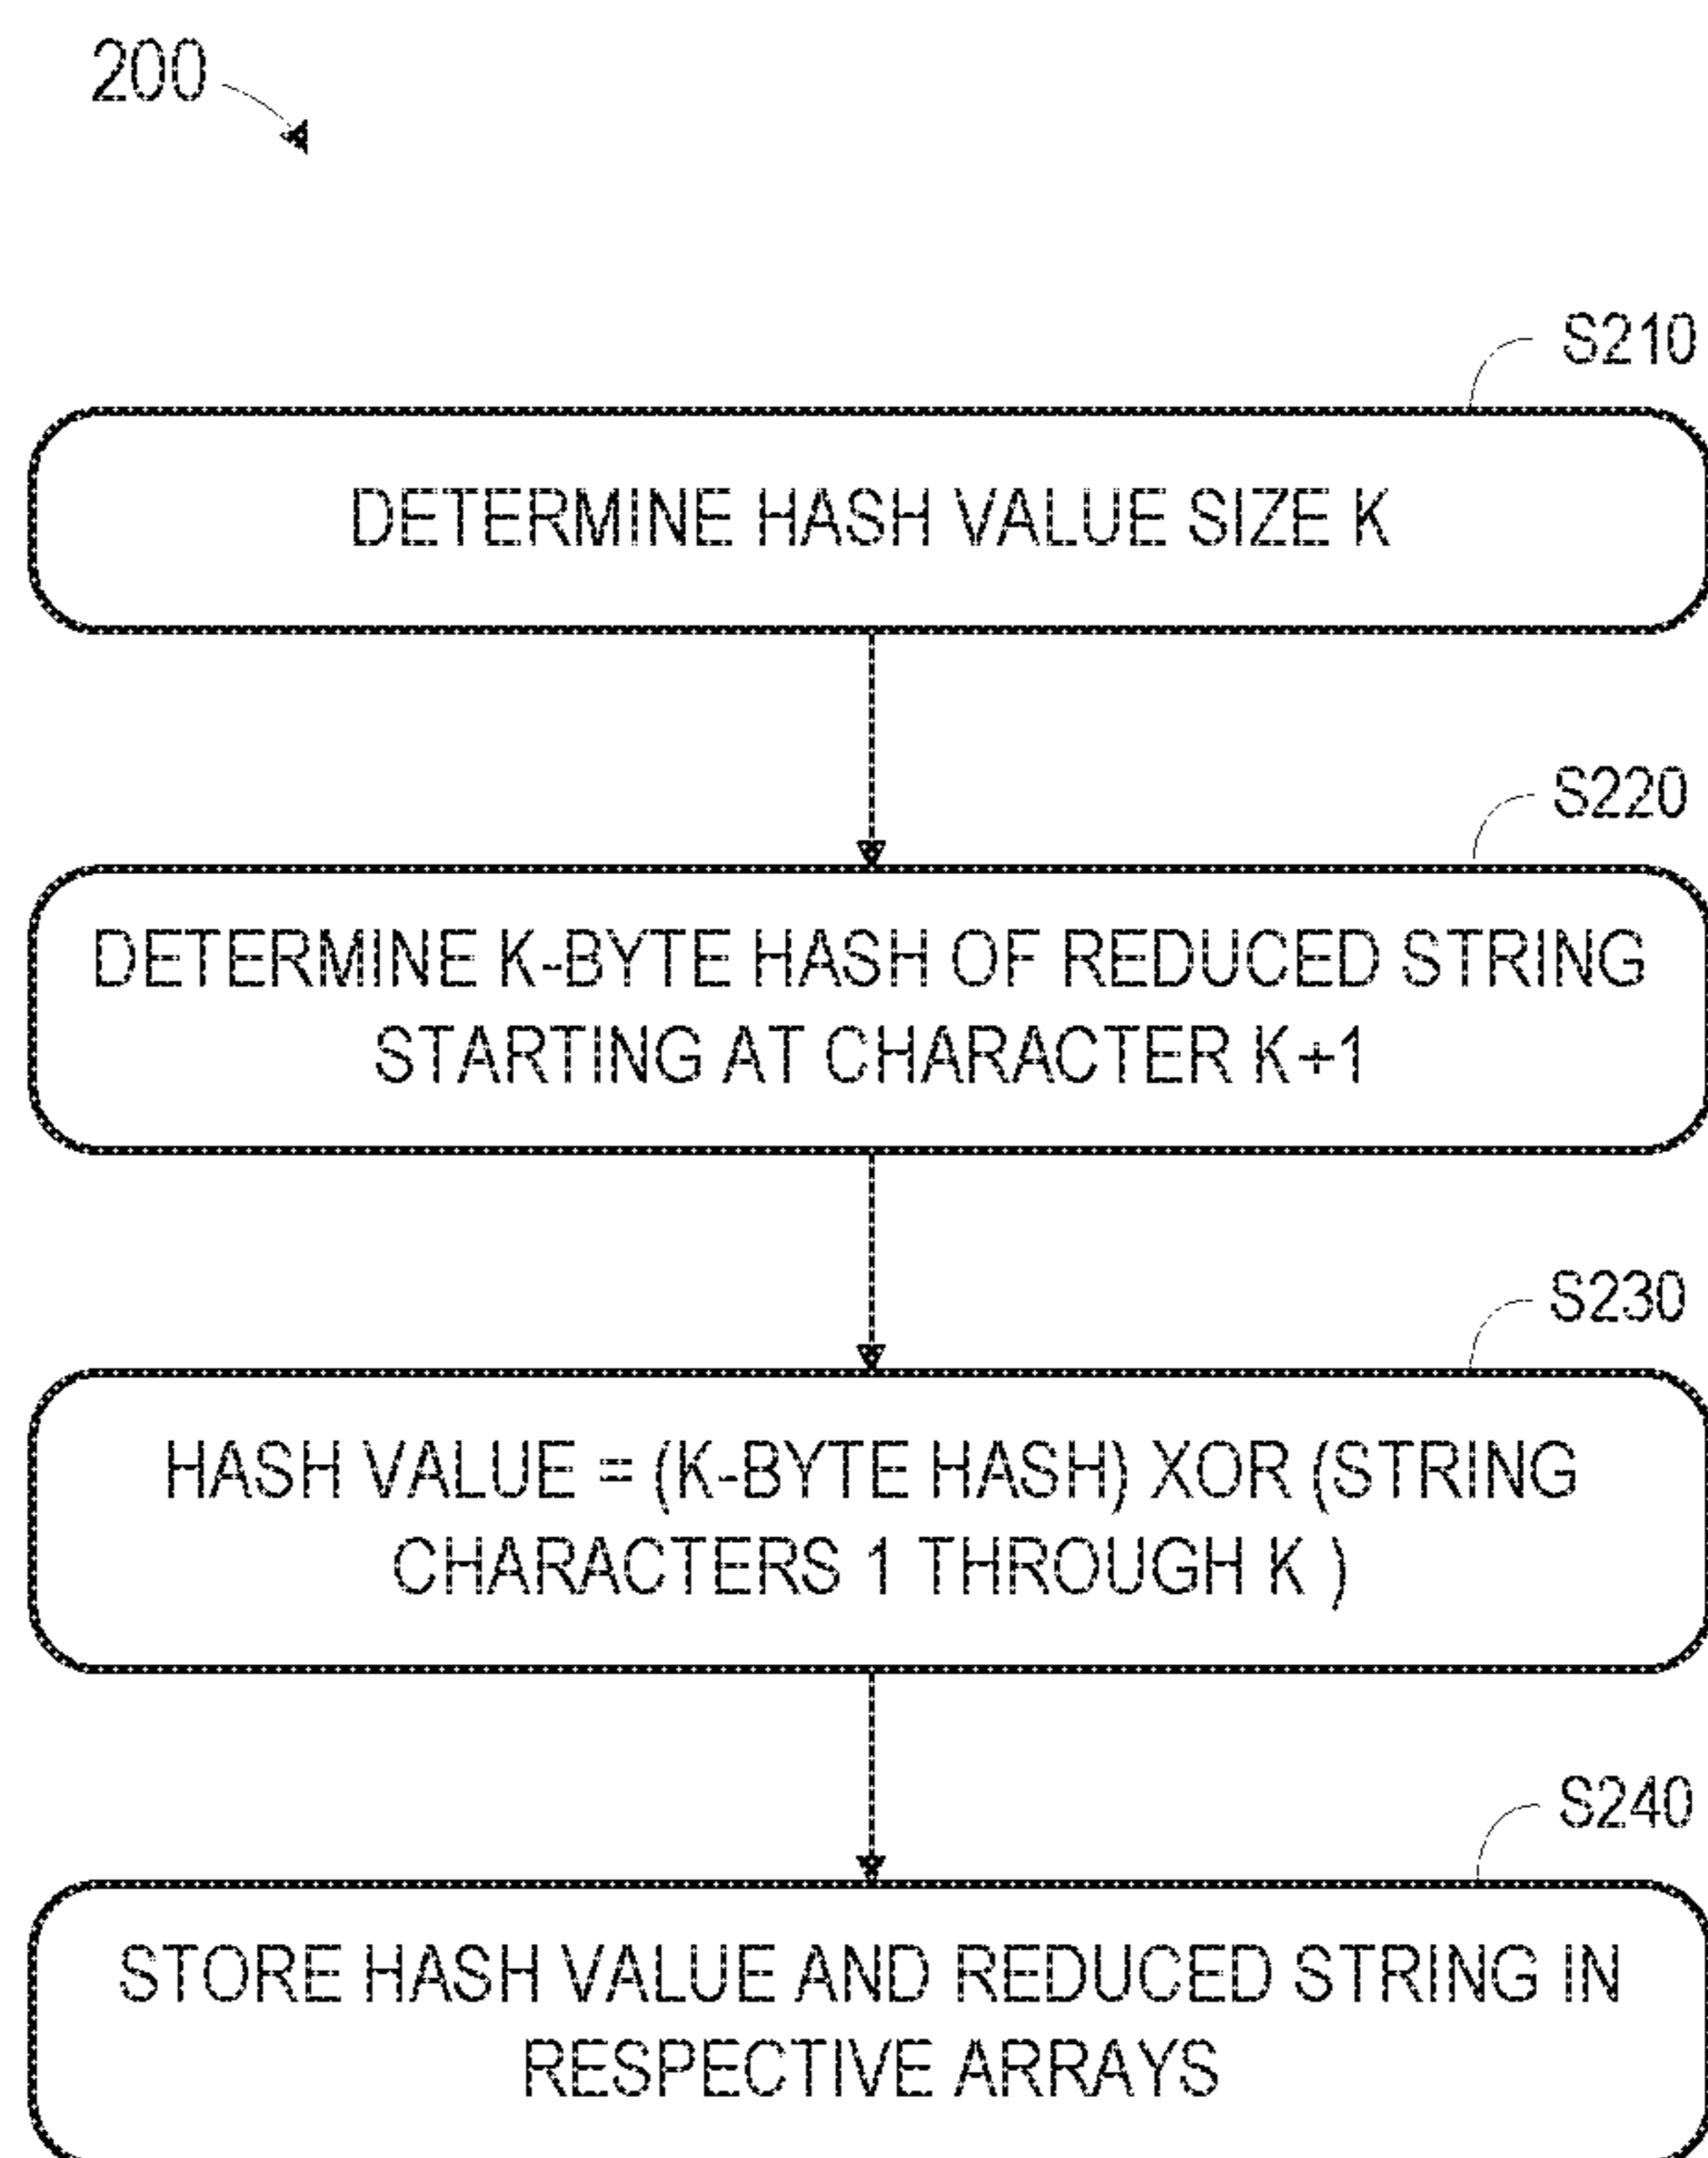 200
S210
DETERMINE HASH VALUE SIZE K
S220
DETERMINE K-BYTE HASH OF REDUCED STRING
STARTING AT CHARACTER K+1
S230
HASH VALUE = (K-BYTE HASH) XOR (STRING
CHARACTERS 1 THROUGH K )
S240
STORE HASH VALUE AND REDUCED STRING IN
RESPECTIVE ARRAYS